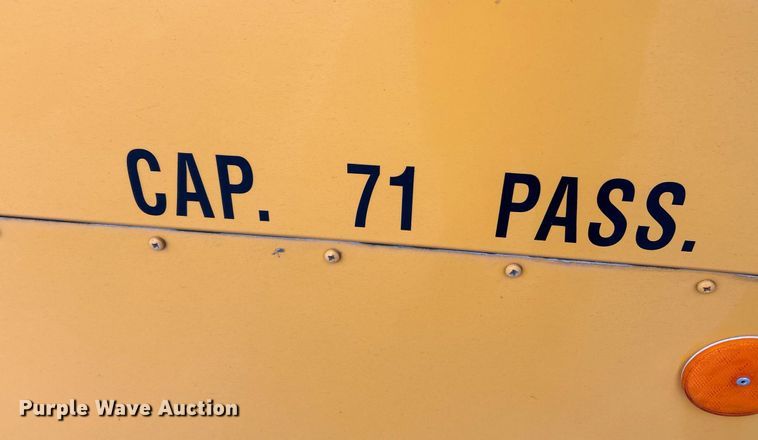 CAP. 71 PASS.
Purple Wave Auction